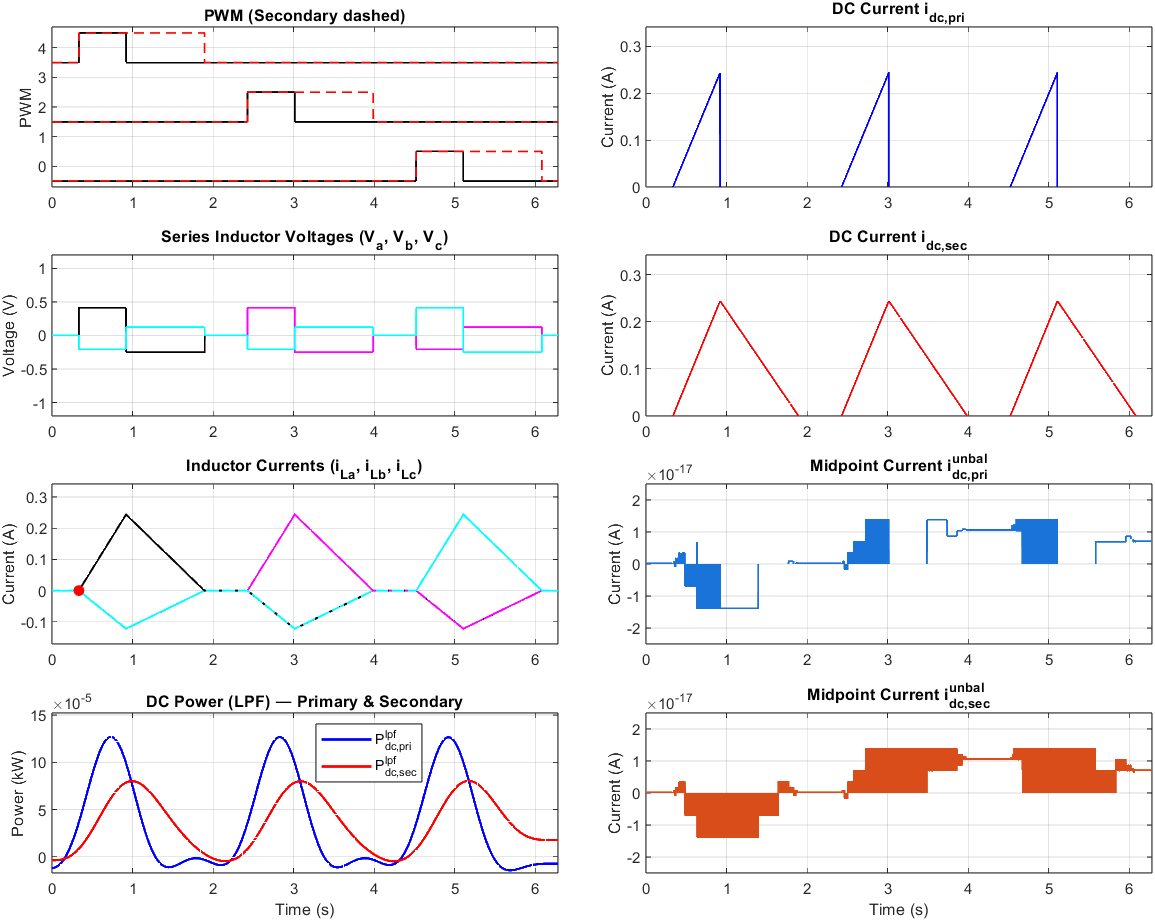 PWM (Secondary dashed)
PWM
4
3
2
1
0
0 1 2 3 4 5 6
DC Current i_dc,pri
Current (A)
0.3
0.2
0.1
0
0 1 2 3 4 5 6
Series Inductor Voltages (V_a, V_b, V_c)
Voltage (V)
1
0.5
0
-0.5
-1
0 1 2 3 4 5 6
DC Current i_dc,sec
Current (A)
0.3
0.2
0.1
0
0 1 2 3 4 5 6
Inductor Currents (i_La, i_Lb, i_Lc)
Current (A)
0.3
0.2
0.1
0
-0.1
0 1 2 3 4 5 6
Midpoint Current i_dc,pri^unbal
×10^-17
Current (A)
2
1
0
-1
-2
0 1 2 3 4 5 6
DC Power (LPF) — Primary & Secondary
×10^-5
Power (kW)
15
10
5
0
P_dc,pri^lpf
P_dc,sec^lpf
0 1 2 3 4 5 6
Time (s)
Midpoint Current i_dc,sec^unbal
×10^-17
Current (A)
2
1
0
-1
-2
0 1 2 3 4 5 6
Time (s)